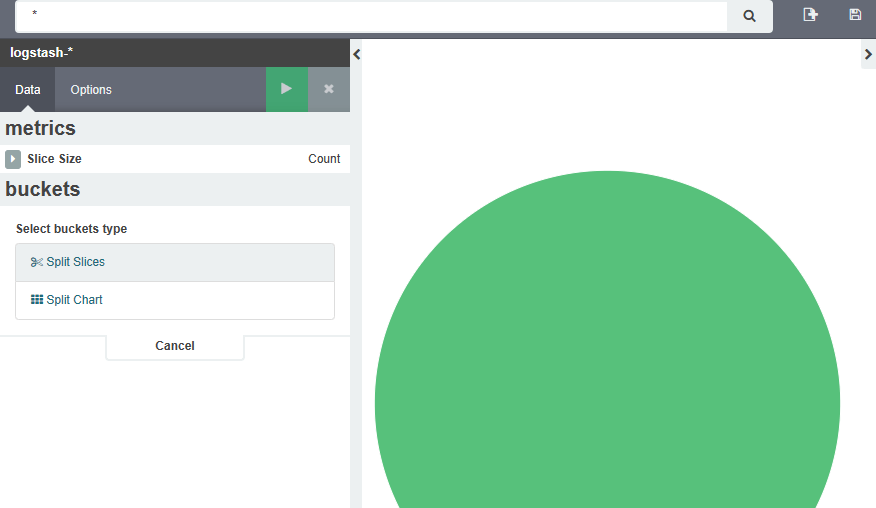 *
logstash-*
Data Options
metrics
Slice Size Count
buckets
Select buckets type
Split Slices
Split Chart
Cancel